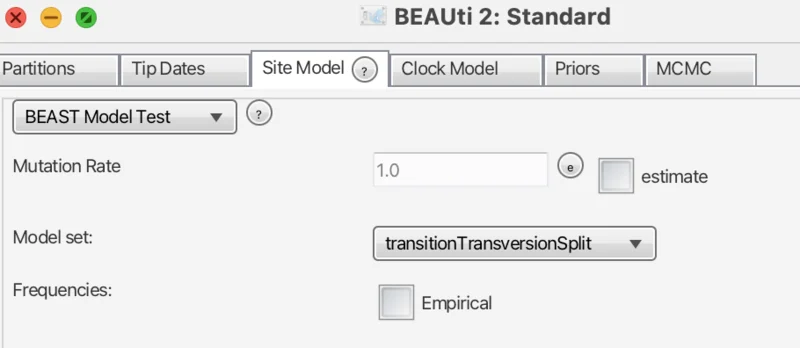 BEAUti 2: Standard
Partitions Tip Dates Site Model ? Clock Model Priors MCMC
BEAST Model Test ?
Mutation Rate 1.0 e estimate
Model set: transitionTransversionSplit
Frequencies: Empirical